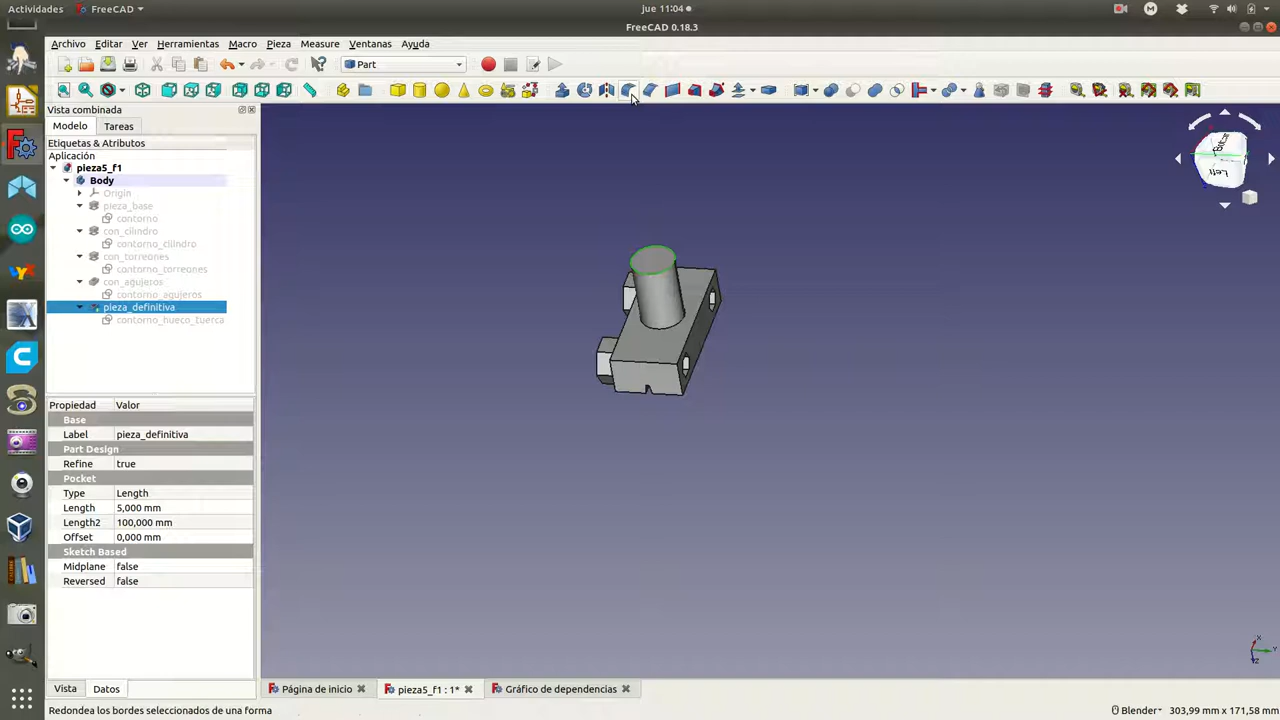 Actividades
FreeCAD
jue 11:04
FreeCAD 0.18.3
Archivo Editar Ver Herramientas Macro Pieza Measure Ventanas Ayuda
Part
Vista combinada
Modelo Tareas
Etiquetas & Atributos
Aplicación
pieza5_f1
Body
Origin
pieza_base
contorno
con_cilindro
contorno_cilindro
con_torreones
contorno_torreones
con_agujeros
contorno_agujeros
pieza_definitiva
contorno_hueco_tuerca
Propiedad Valor
Base
Label pieza_definitiva
Part Design
Refine true
Pocket
Type Length
Length 5,000 mm
Length2 100,000 mm
Offset 0,000 mm
Sketch Based
Midplane false
Reversed false
Vista Datos
Página de inicio
pieza5_f1 : 1*
Gráfico de dependencias
Redondea los bordes seleccionados de una forma
Blender
303,99 mm x 171,58 mm